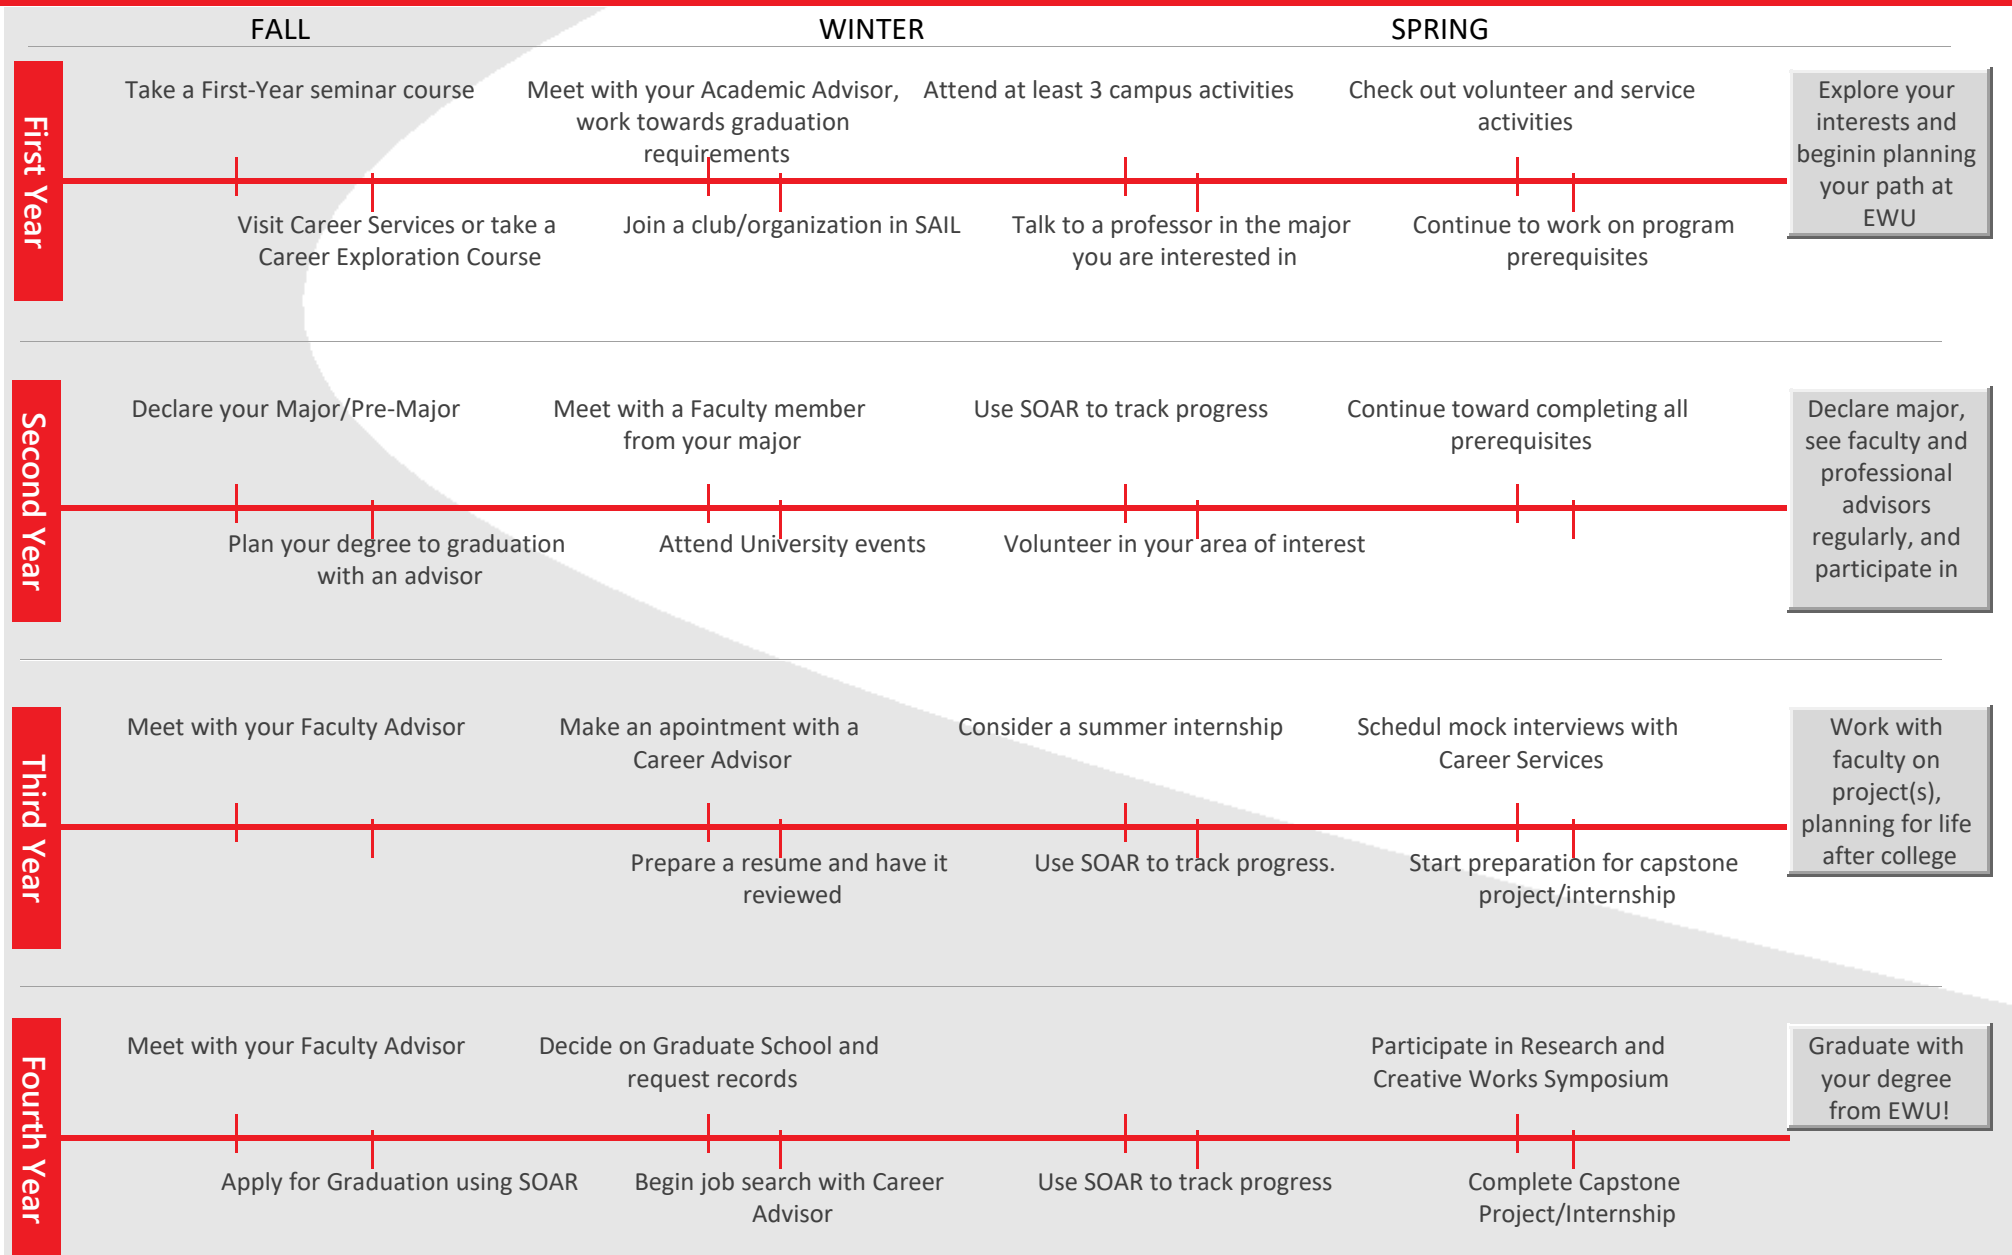 FALL
WINTER
SPRING
First Year
Take a First-Year seminar course
Meet with your Academic Advisor,
work towards graduation
requirements
Attend at least 3 campus activities
Check out volunteer and service
activities
Visit Career Services or take a
Career Exploration Course
Join a club/organization in SAIL
Talk to a professor in the major
you are interested in
Continue to work on program
prerequisites
Explore your
interests and
beginin planning
your path at
EWU
Second Year
Declare your Major/Pre-Major
Meet with a Faculty member
from your major
Use SOAR to track progress
Continue toward completing all
prerequisites
Plan your degree to graduation
with an advisor
Attend University events
Volunteer in your area of interest
Declare major,
see faculty and
professional
advisors
regularly, and
participate in
Third Year
Meet with your Faculty Advisor
Make an apointment with a
Career Advisor
Consider a summer internship
Schedul mock interviews with
Career Services
Prepare a resume and have it
reviewed
Use SOAR to track progress.
Start preparation for capstone
project/internship
Work with
faculty on
project(s),
planning for life
after college
Fourth Year
Meet with your Faculty Advisor
Decide on Graduate School and
request records
Participate in Research and
Creative Works Symposium
Apply for Graduation using SOAR
Begin job search with Career
Advisor
Use SOAR to track progress
Complete Capstone
Project/Internship
Graduate with
your degree
from EWU!